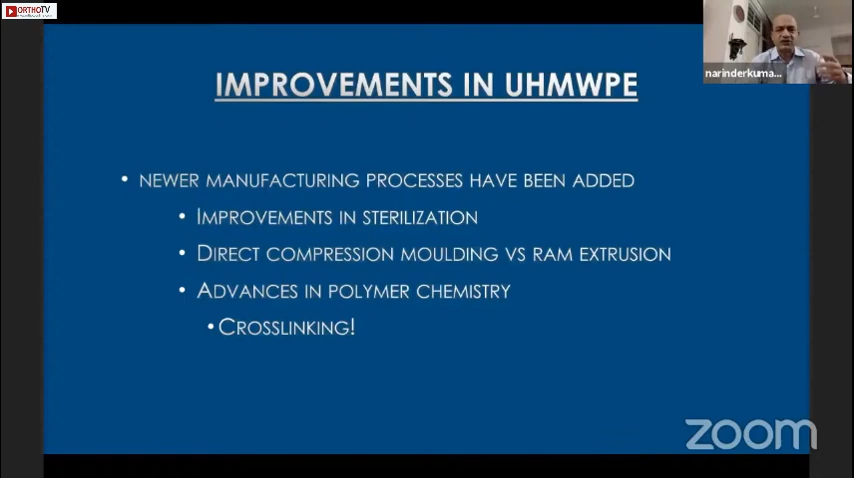 ORTHOTV
narinderkuma...
IMPROVEMENTS IN UHMWPE
• NEWER MANUFACTURING PROCESSES HAVE BEEN ADDED
• IMPROVEMENTS IN STERILIZATION
• DIRECT COMPRESSION MOULDING VS RAM EXTRUSION
• ADVANCES IN POLYMER CHEMISTRY
• CROSSLINKING!
zoom